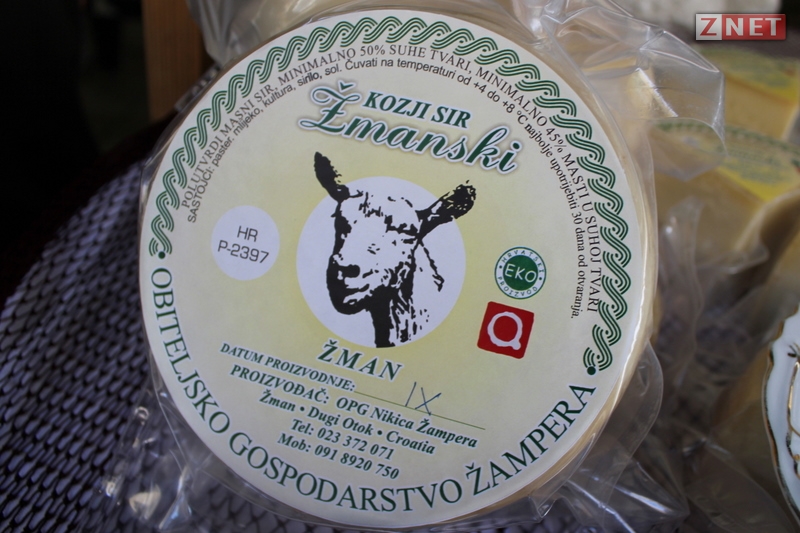 ZNET
POLUTVRDI MASNI SIR, MINIMALNO 50% SUHE TVARI, MINIMALNO 45% MASTI U SUHOJ TVARI
SASTOJCI: paster. mlijeko, kultura, sirilo, sol. Čuvati na temperaturi od +4 do +8 °C najbolje upotrijebiti 30 dana od otvaranja.
KOZJI SIR
Žmanski
HR
P-2397
HRVATSKI
EKO
ŽMAN
DATUM PROIZVODNJE: IX
PROIZVOĐAČ: OPG Nikica Žampera
Žman • Dugi Otok • Croatia
Tel: 023 372 071
Mob: 091 8920 750
• OBITELJSKO GOSPODARSTVO ŽAMPERA •